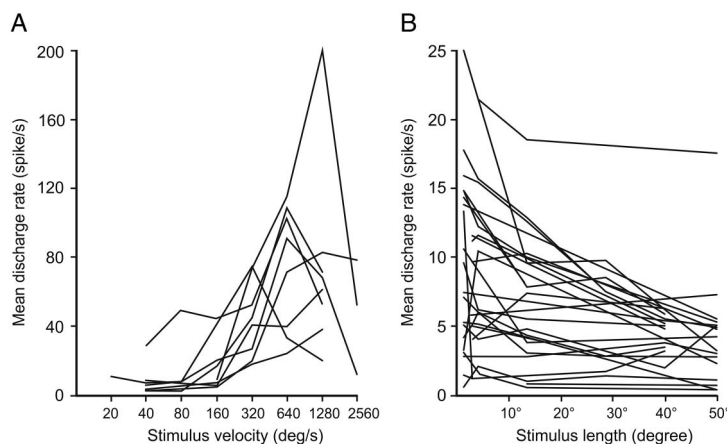 A
Mean discharge rate (spike/s)
200
160
120
80
40
0
20 40 80 160 320 640 1280 2560
Stimulus velocity (deg/s)
B
Mean discharge rate (spike/s)
25
20
15
10
5
0
10° 20° 30° 40° 50°
Stimulus length (degree)